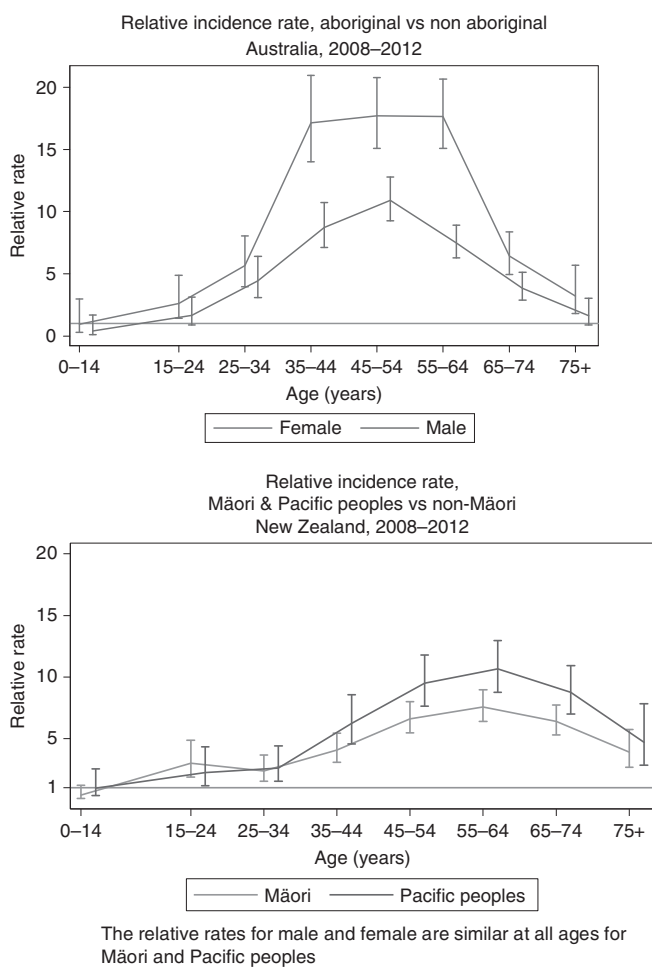 Relative incidence rate, aboriginal vs non aboriginal
Australia, 2008–2012
20
15
10
5
0
Relative rate
0–14 15–24 25–34 35–44 45–54 55–64 65–74 75+
Age (years)
Female Male
Relative incidence rate,
Mäori & Pacific peoples vs non-Mäori
New Zealand, 2008–2012
20
15
10
5
1
Relative rate
0–14 15–24 25–34 35–44 45–54 55–64 65–74 75+
Age (years)
Mäori Pacific peoples
The relative rates for male and female are similar at all ages for
Mäori and Pacific peoples